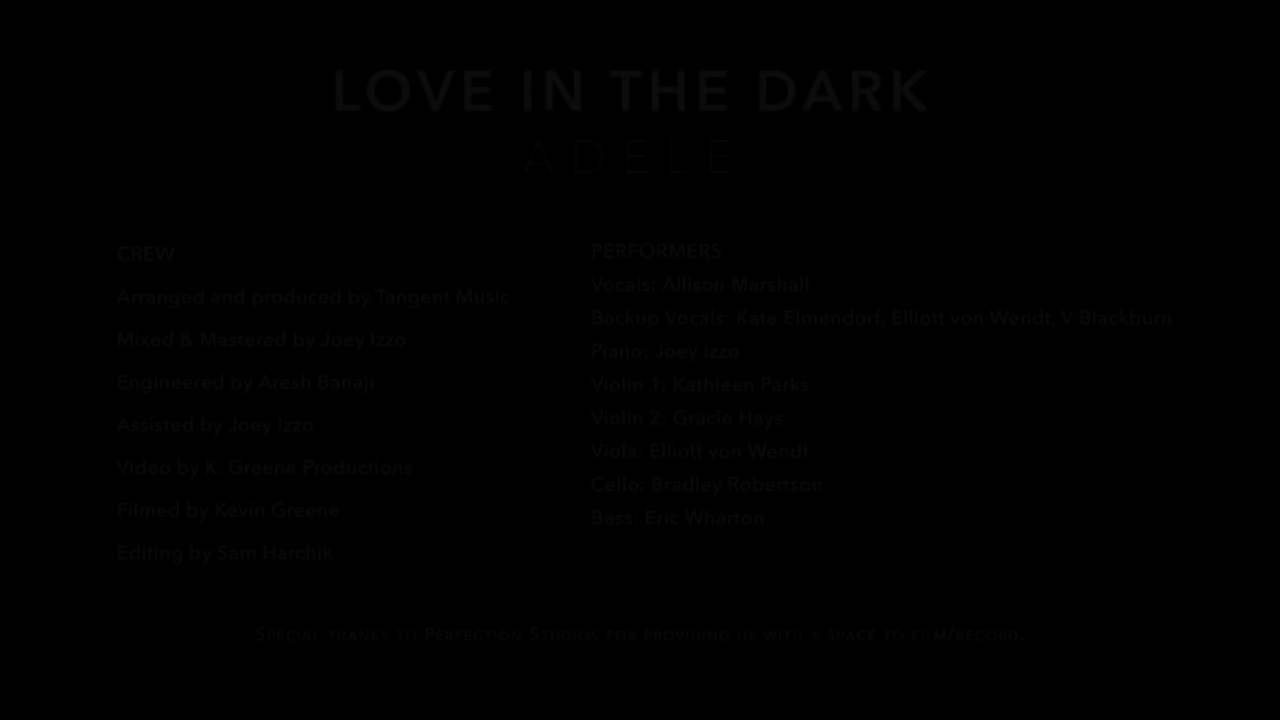 LOVE IN THE DARK
ADELE
CREW
Arranged and produced by Tangent Music
Mixed & Mastered by Joey Izzo
Engineered by Aresh Banaji
Assisted by Joey Izzo
Video by K. Greene Productions
Filmed by Kevin Greene
Editing by Sam Harchik
PERFORMERS
Vocals: Allison Marshall
Backup Vocals: Kate Elmendorf, Elliott von Wendt, V Blackburn
Piano: Joey Izzo
Violin 1: Kathleen Parks
Violin 2: Gracie Hays
Viola: Elliott von Wendt
Cello: Bradley Robertson
Bass: Eric Wharton
Special thanks to Perfection Studios for providing us with a space to film/record.